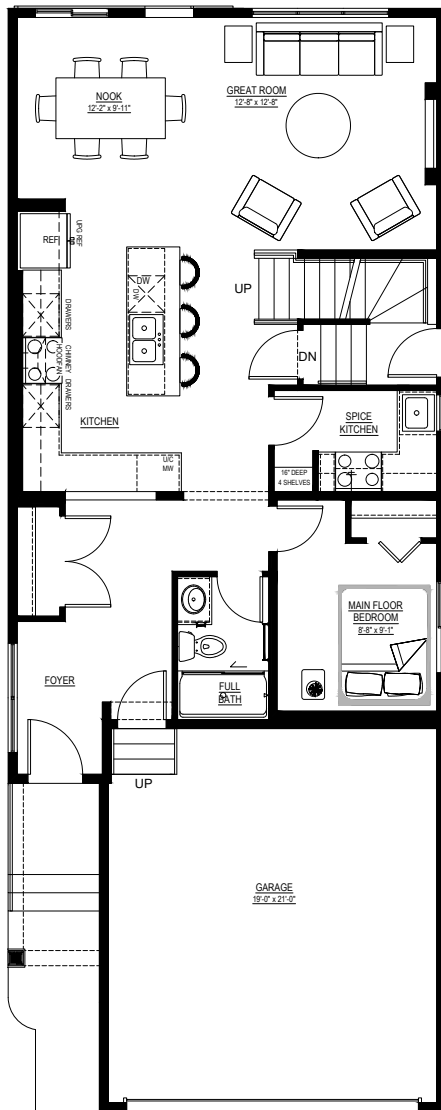 NOOK
12'-2" x 9'-11"
GREAT ROOM
12'-8" x 12'-8"
REF
UPG REF
UP
DW
DW
DRAWERS
CHIMNEY
HOODFAN
DRAWERS
DN
KITCHEN
SPICE
KITCHEN
U/C
MW
16" DEEP
4 SHELVES
MAIN FLOOR
BEDROOM
8'-8" x 9'-1"
FOYER
FULL
BATH
UP
GARAGE
19'-0" x 21'-0"